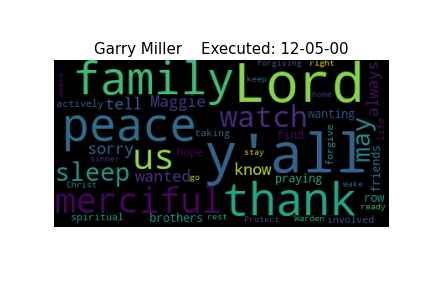 Garry Miller    Executed: 12-05-00
family Lord
forgiving right
keep
home
always
actively tell Maggie
peace watch wanting
taking
us y'all may
sorry hope find forgive life
sleep wanted go know stay friends
sinner
Christ praying wake
merciful thank row
ready
spiritual brothers rest Protect Warden involved